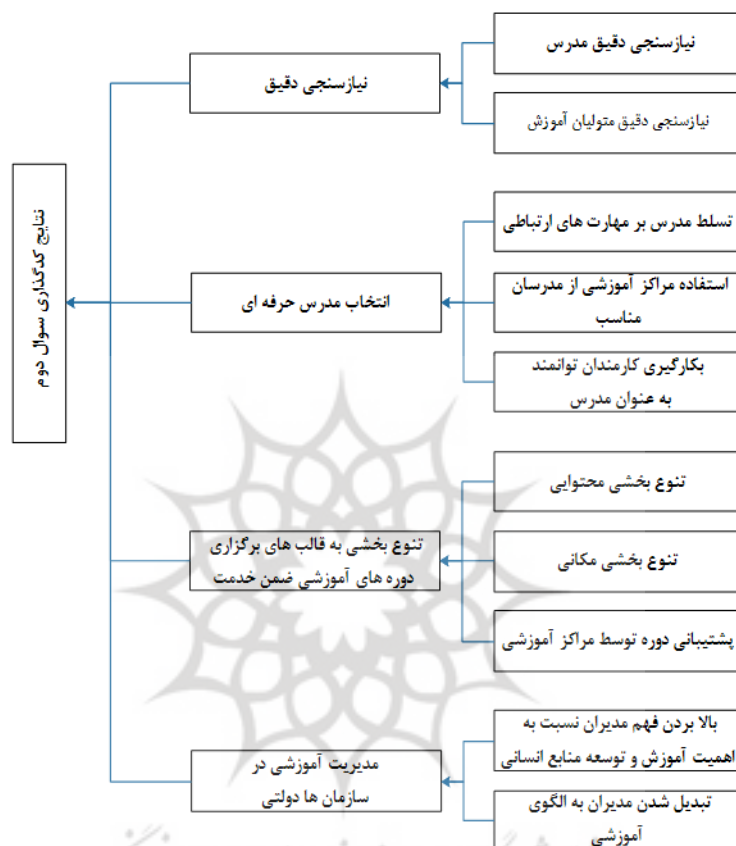 نیازسنجی دقیق مدرس
نیازسنجی دقیق متولیان آموزش
نیازسنجی دقیق
تسلط مدرس بر مهارت های ارتباطی
استفاده مراکز آموزشی از مدرسان
مناسب
بکارگیری کارمندان توانمند
به عنوان مدرس
انتخاب مدرس حرفه ای
تنوع بخشی محتوایی
تنوع بخشی مکانی
پشتیبانی دوره توسط مراکز آموزشی
تنوع بخشی به قالب های برگزاری
دوره های آموزشی ضمن خدمت
بالا بردن فهم مدیران نسبت به
اهمیت آموزش و توسعه منابع انسانی
تبدیل شدن مدیران به الگوی
آموزشی
مدیریت آموزشی در
سازمان ها دولتی
نتایج کدگذاری سوال دوم